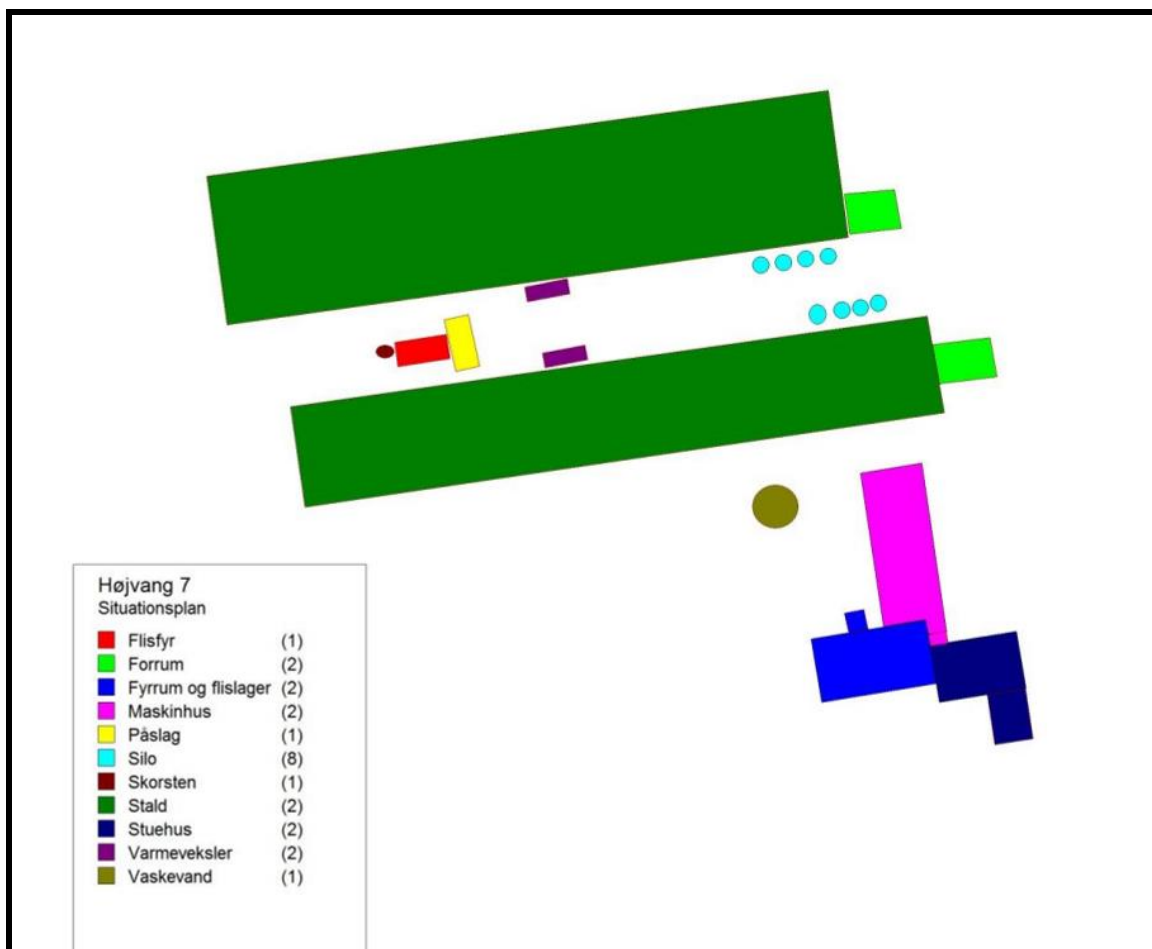 Højvang 7
Situationsplan
Flisfyr (1)
Forrum (2)
Fyrrum og flislager (2)
Maskinhus (2)
Påslag (1)
Silo (8)
Skorsten (1)
Stald (2)
Stuehus (2)
Varmeveksler (2)
Vaskevand (1)